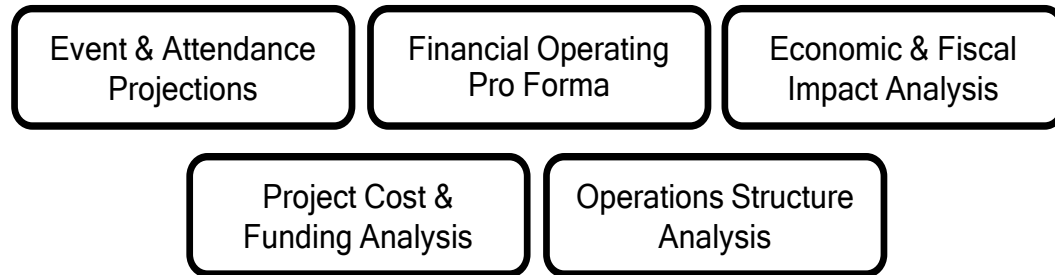 Event & Attendance
Projections
Financial Operating
Pro Forma
Economic & Fiscal
Impact Analysis
Project Cost &
Funding Analysis
Operations Structure
Analysis